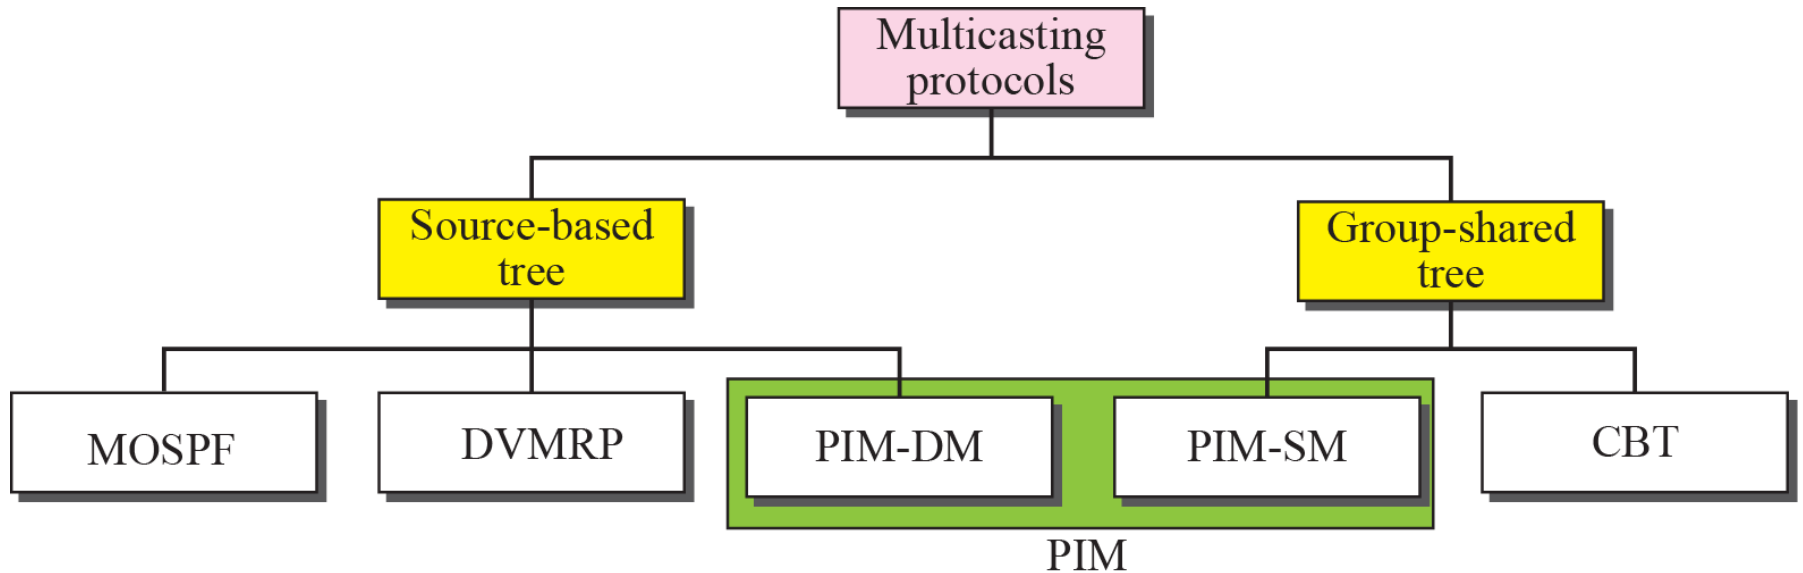 Multicasting
protocols
Source-based
tree
Group-shared
tree
MOSPF
DVMRP
PIM-DM
PIM-SM
CBT
PIM